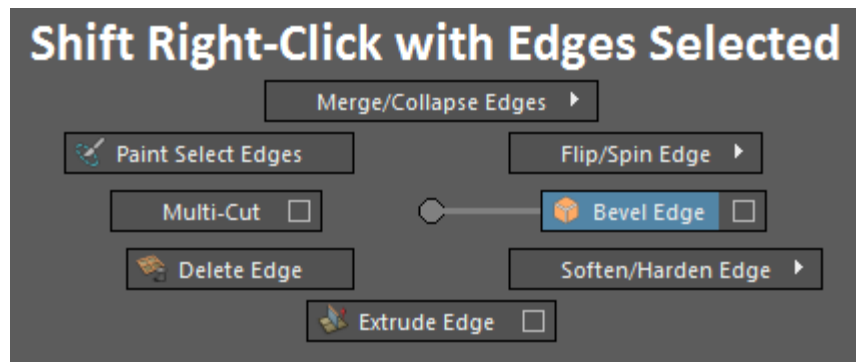 Shift Right-Click with Edges Selected
Merge/Collapse Edges
Paint Select Edges
Flip/Spin Edge
Multi-Cut
Bevel Edge
Delete Edge
Soften/Harden Edge
Extrude Edge